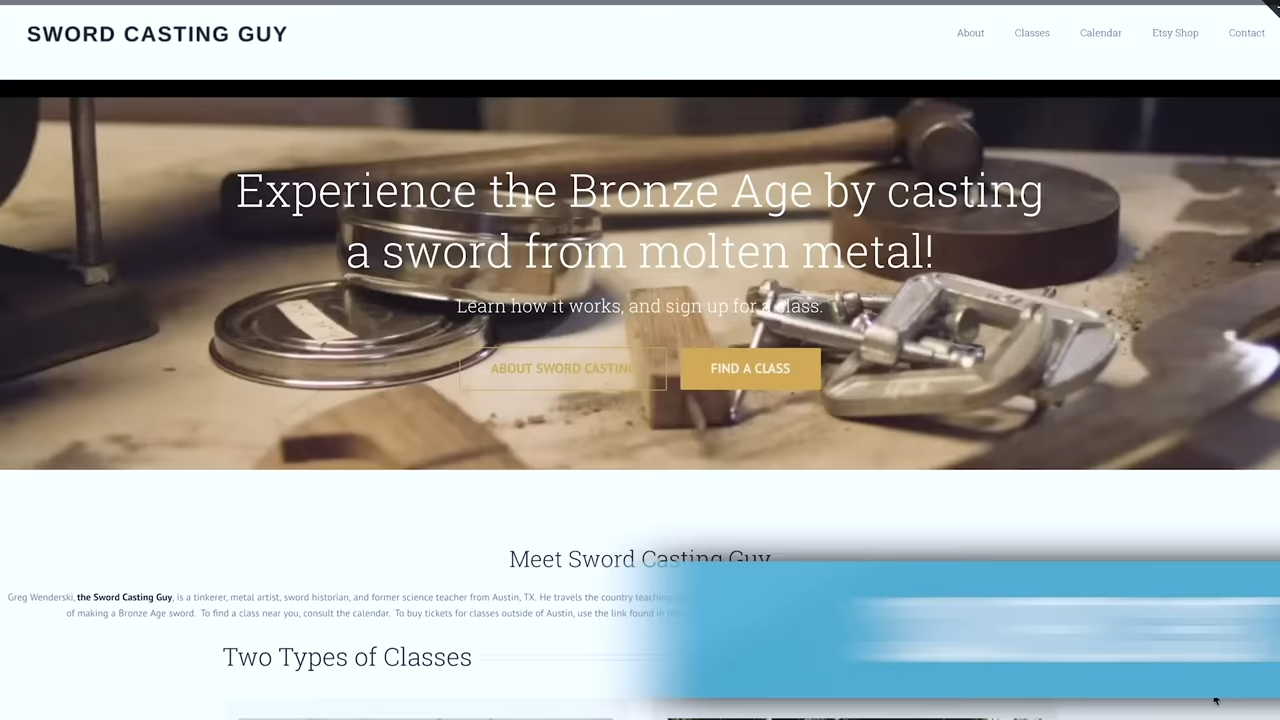 SWORD CASTING GUY
About Classes Calendar Etsy Shop Contact
Experience the Bronze Age by casting
a sword from molten metal!
Learn how it works, and sign up for a class.
ABOUT SWORD CASTING FIND A CLASS
Meet Sword Casting Guy
Greg Wenderski, the Sword Casting Guy, is a tinkerer, metal artist, sword historian, and former science teacher from Austin, TX. He travels the country teaching
of making a Bronze Age sword. To find a class near you, consult the calendar. To buy tickets for classes outside of Austin, use the link found in
Two Types of Classes